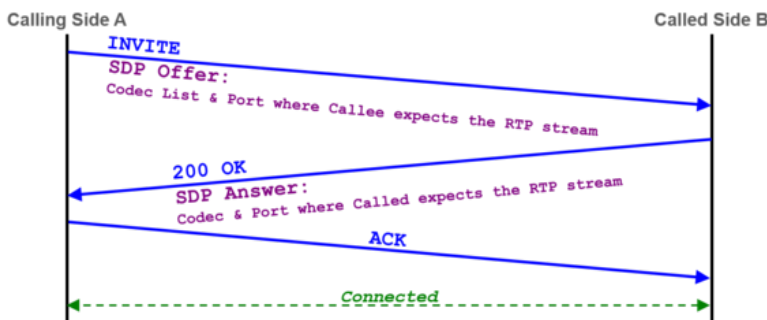 Calling Side A
Called Side B
INVITE
SDP Offer:
Codec List & Port where Callee expects the RTP stream
200 OK
SDP Answer:
Codec & Port where Called expects the RTP stream
ACK
Connected